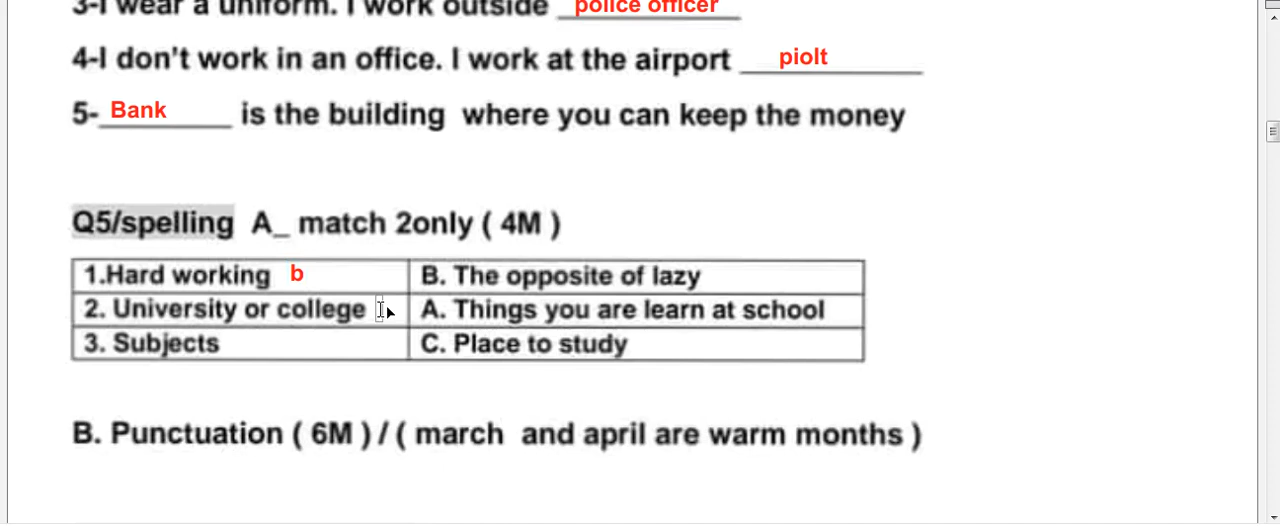 3-I wear a uniform. I work outside police officer
4-I don't work in an office. I work at the airport piolt
5- Bank is the building where you can keep the money
Q5/spelling A_ match 2only ( 4M )
1.Hard working b B. The opposite of lazy
2. University or college A. Things you are learn at school
3. Subjects C. Place to study
B. Punctuation ( 6M ) / ( march and april are warm months )